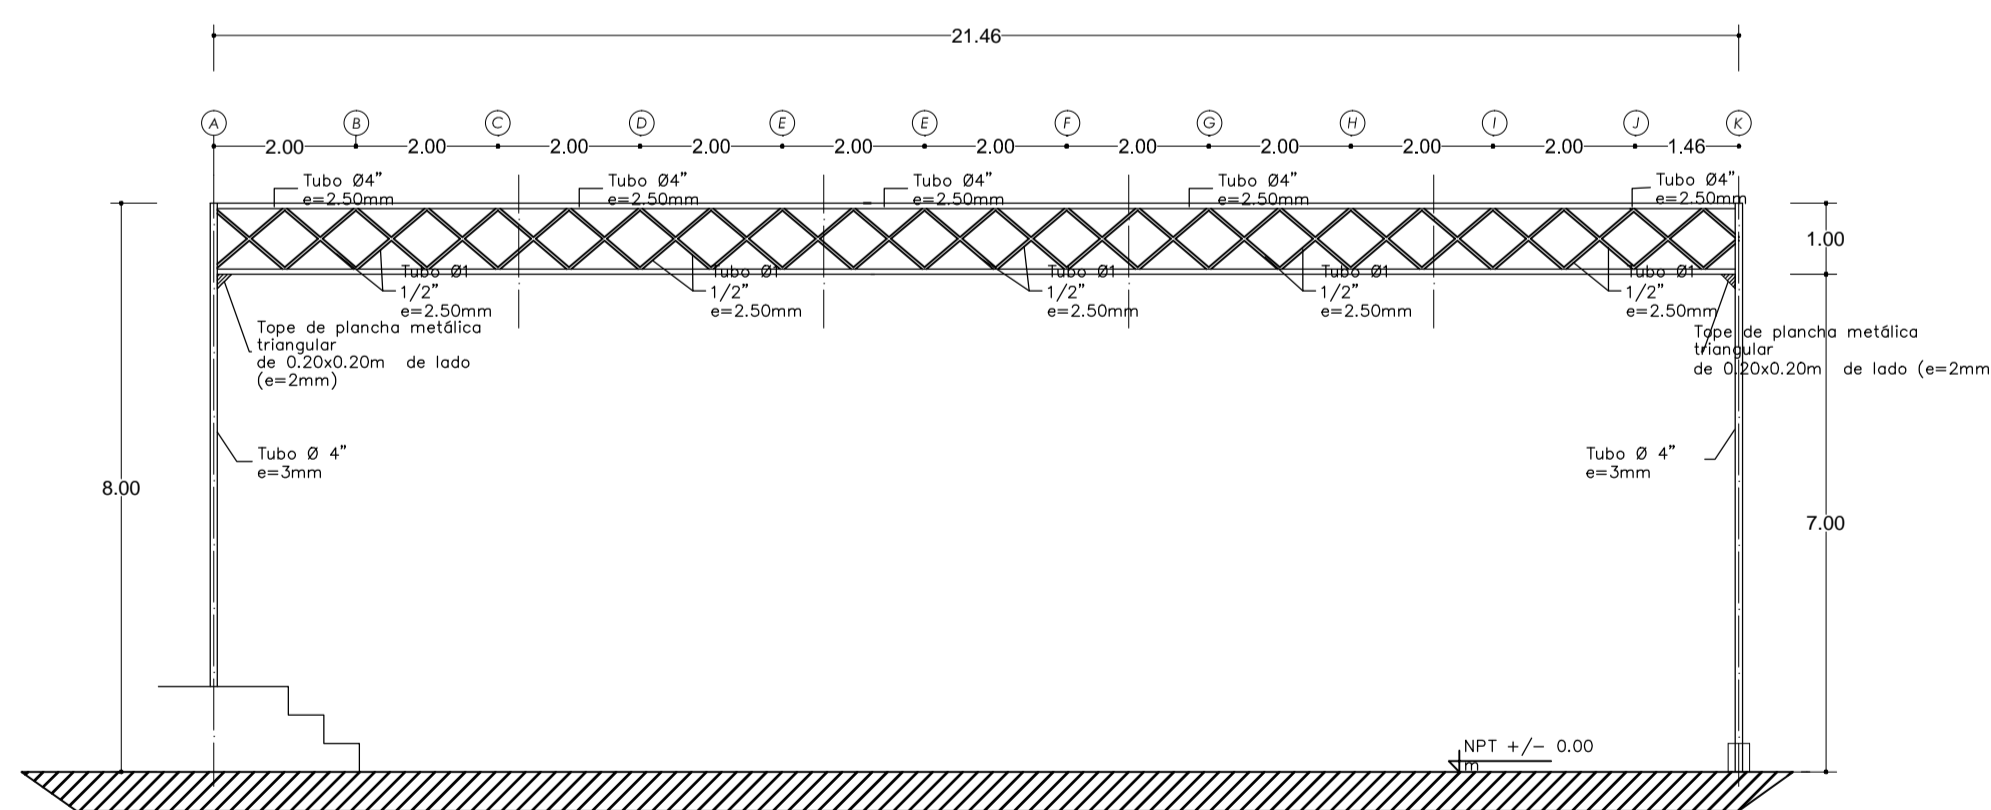 21.46
A B C D E E F G H I J K
2.00 2.00 2.00 2.00 2.00 2.00 2.00 2.00 2.00 2.00 1.46
Tubo Ø4"
e=2.50mm
Tubo Ø4"
e=2.50mm
Tubo Ø4"
e=2.50mm
Tubo Ø4"
e=2.50mm
Tubo Ø4"
e=2.50mm
1.00
Tubo Ø1
1/2"
e=2.50mm
Tubo Ø1
1/2"
e=2.50mm
Tubo Ø1
1/2"
e=2.50mm
Tubo Ø1
1/2"
e=2.50mm
Tubo Ø1
1/2"
e=2.50mm
Tope de plancha metálica
triangular
de 0.20x0.20m de lado
(e=2mm)
Tope de plancha metálica
triangular
de 0.20x0.20m de lado (e=2mm
Tubo Ø 4"
e=3mm
Tubo Ø 4"
e=3mm
8.00
7.00
NPT +/- 0.00
m